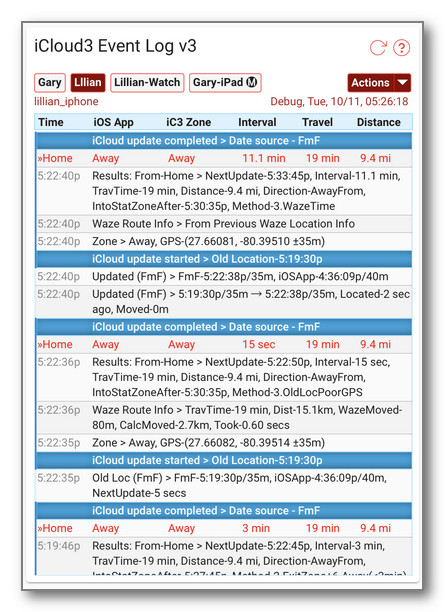 iCloud3 Event Log v3
Gary Lllian Lillian-Watch Gary-iPad Ⓜ Actions
lillian_iphone Debug, Tue, 10/11, 05:26:18
Time iOS App iC3 Zone Interval Travel Distance
iCloud update completed > Date source - FmF
»Home Away Away 11.1 min 19 min 9.4 mi
5:22:40p Results: From-Home > NextUpdate-5:33:45p, Interval-11.1 min,
TravTime-19 min, Distance-9.4 mi, Direction-AwayFrom,
IntoStatZoneAfter-5:30:35p, Method-3.WazeTime
5:22:40p Waze Route Info > From Previous Waze Location Info
5:22:40p Zone > Away, GPS-(27.66081, -80.39510 ±35m)
iCloud update started > Old Location-5:19:30p
5:22:40p Updated (FmF) > FmF-5:22:38p/35m, iOSApp-4:36:09p/40m
5:22:40p Updated (FmF) > 5:19:30p/35m → 5:22:38p/35m, Located-2 sec
ago, Moved-0m
iCloud update completed > Date source - FmF
»Home Away Away 15 sec 19 min 9.4 mi
5:22:36p Results: From-Home > NextUpdate-5:22:50p, Interval-15 sec,
TravTime-19 min, Distance-9.4 mi, Direction-AwayFrom,
IntoStatZoneAfter-5:30:35p, Method-3.OldLocPoorGPS
5:22:36p Waze Route Info > TravTime-19 min, Dist-15.1km, WazeMoved-
80m, CalcMoved-2.7km, Took-0.60 secs
5:22:35p Zone > Away, GPS-(27.66082, -80.39514 ±35m)
iCloud update started > Old Location-5:19:30p
5:22:35p Old Loc (FmF) > FmF-5:19:30p/35m, iOSApp-4:36:09p/40m,
NextUpdate-5 secs
iCloud update completed > Date source - FmF
»Home Away Away 3 min 19 min 9.4 mi
5:19:46p Results: From-Home > NextUpdate-5:22:45p, Interval-3 min,
TravTime-19 min, Distance-9.4 mi, Direction-AwayFrom,